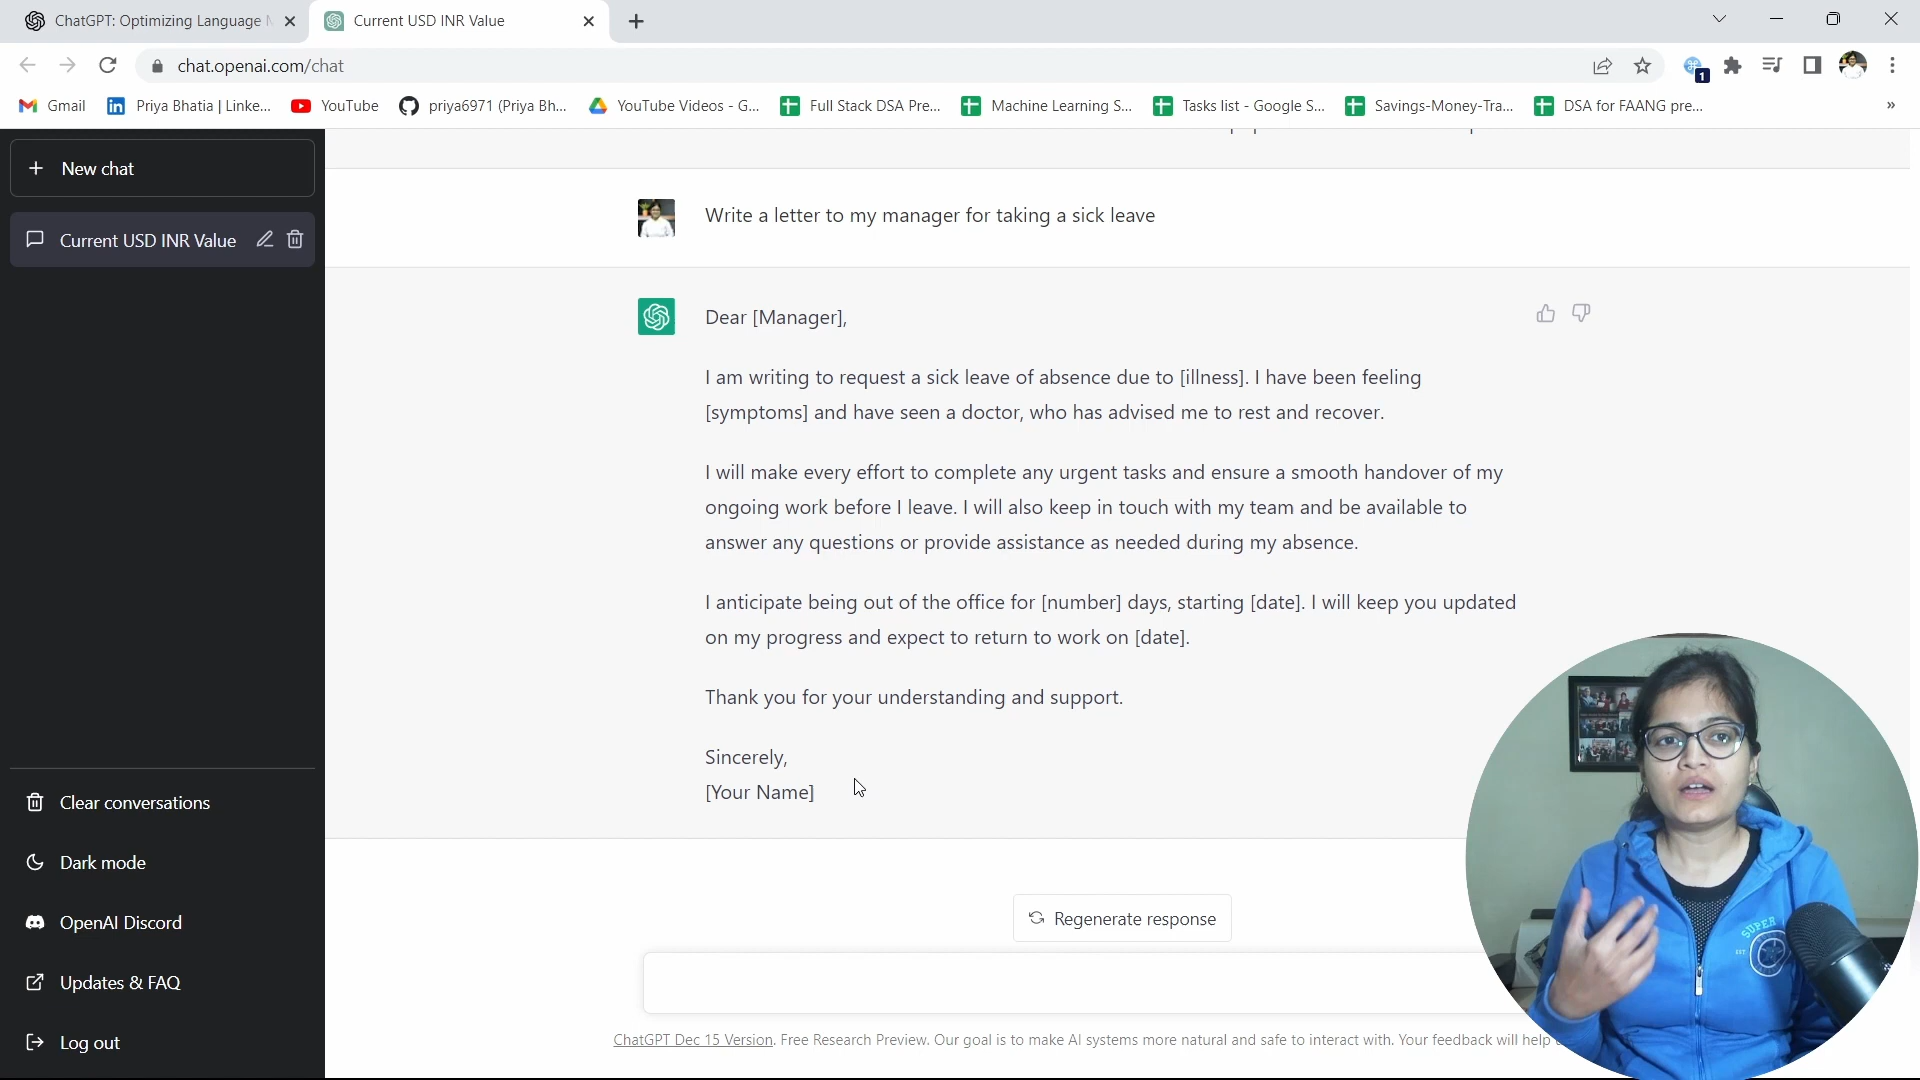 ChatGPT: Optimizing Language
Current USD INR Value
chat.openai.com/chat
1
Gmail
Priya Bhatia | Linke...
YouTube
priya6971 (Priya Bh...
YouTube Videos - G...
Full Stack DSA Pre...
Machine Learning S...
Tasks list - Google S...
Savings-Money-Tra...
DSA for FAANG pre...
»
New chat
Current USD INR Value
Write a letter to my manager for taking a sick leave
Dear [Manager],
I am writing to request a sick leave of absence due to [illness]. I have been feeling
[symptoms] and have seen a doctor, who has advised me to rest and recover.
I will make every effort to complete any urgent tasks and ensure a smooth handover of my
ongoing work before I leave. I will also keep in touch with my team and be available to
answer any questions or provide assistance as needed during my absence.
I anticipate being out of the office for [number] days, starting [date]. I will keep you updated
on my progress and expect to return to work on [date].
Thank you for your understanding and support.
Sincerely,
[Your Name]
Clear conversations
Dark mode
OpenAI Discord
Updates & FAQ
Log out
Regenerate response
ChatGPT Dec 15 Version. Free Research Preview. Our goal is to make AI systems more natural and safe to interact with. Your feedback will help
SUPER
EST